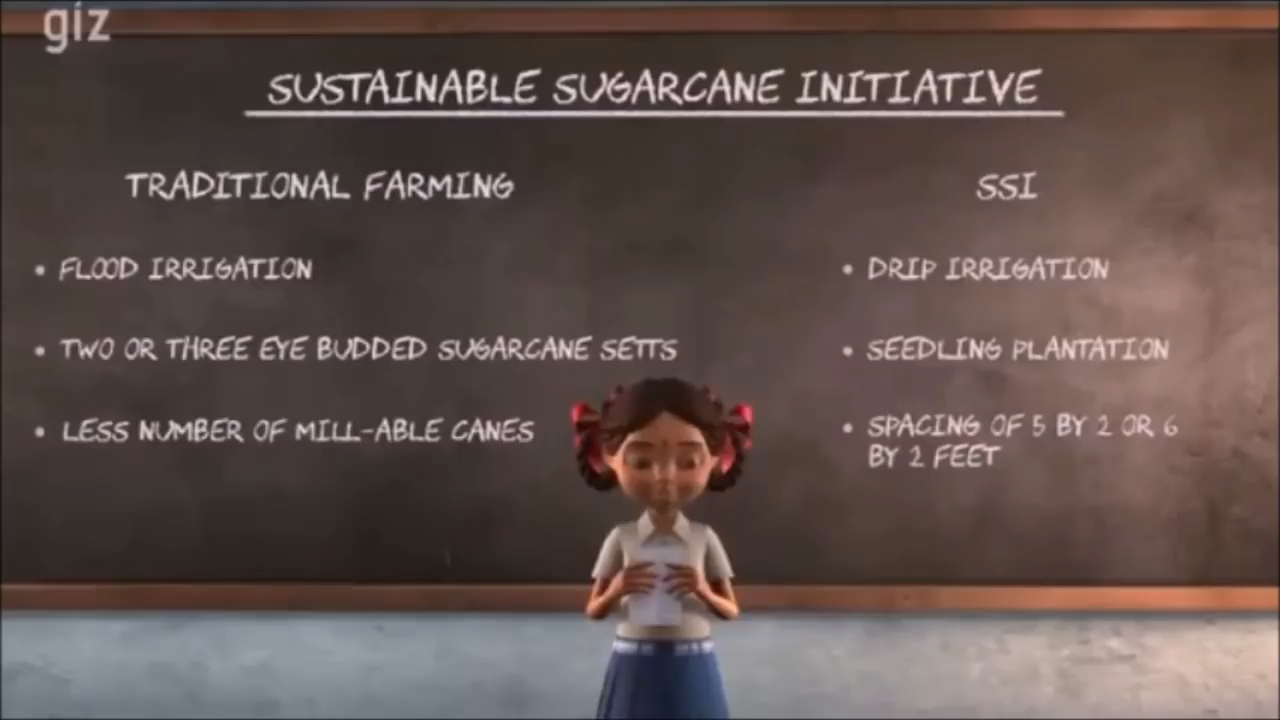 giz
SUSTAINABLE SUGARCANE INITIATIVE
TRADITIONAL FARMING
• FLOOD IRRIGATION
• TWO OR THREE EYE BUDDED SUGARCANE SETTS
• LESS NUMBER OF MILL-ABLE CANES
SSI
• DRIP IRRIGATION
• SEEDLING PLANTATION
• SPACING OF 5 BY 2 OR 6
BY 2 FEET